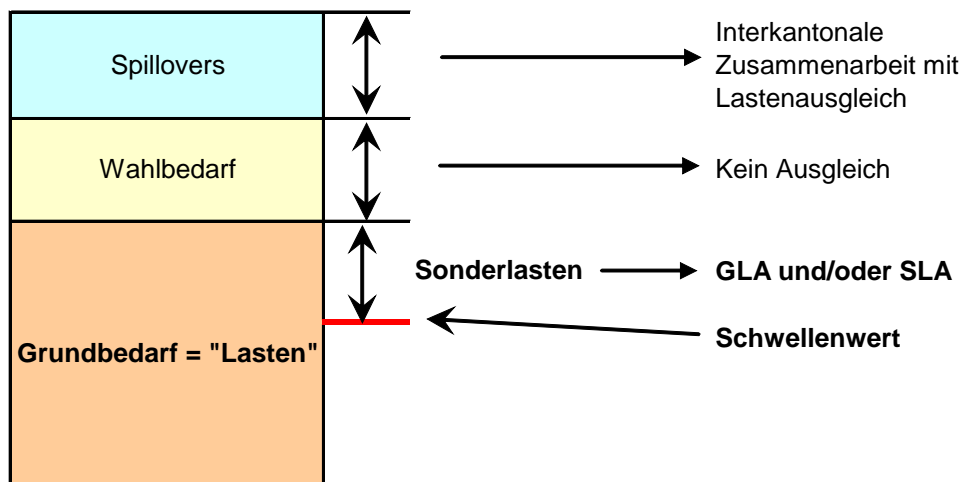 Spillovers
Interkantonale
Zusammenarbeit mit
Lastenausgleich
Wahlbedarf
Kein Ausgleich
Sonderlasten
GLA und/oder SLA
Schwellenwert
Grundbedarf = "Lasten"